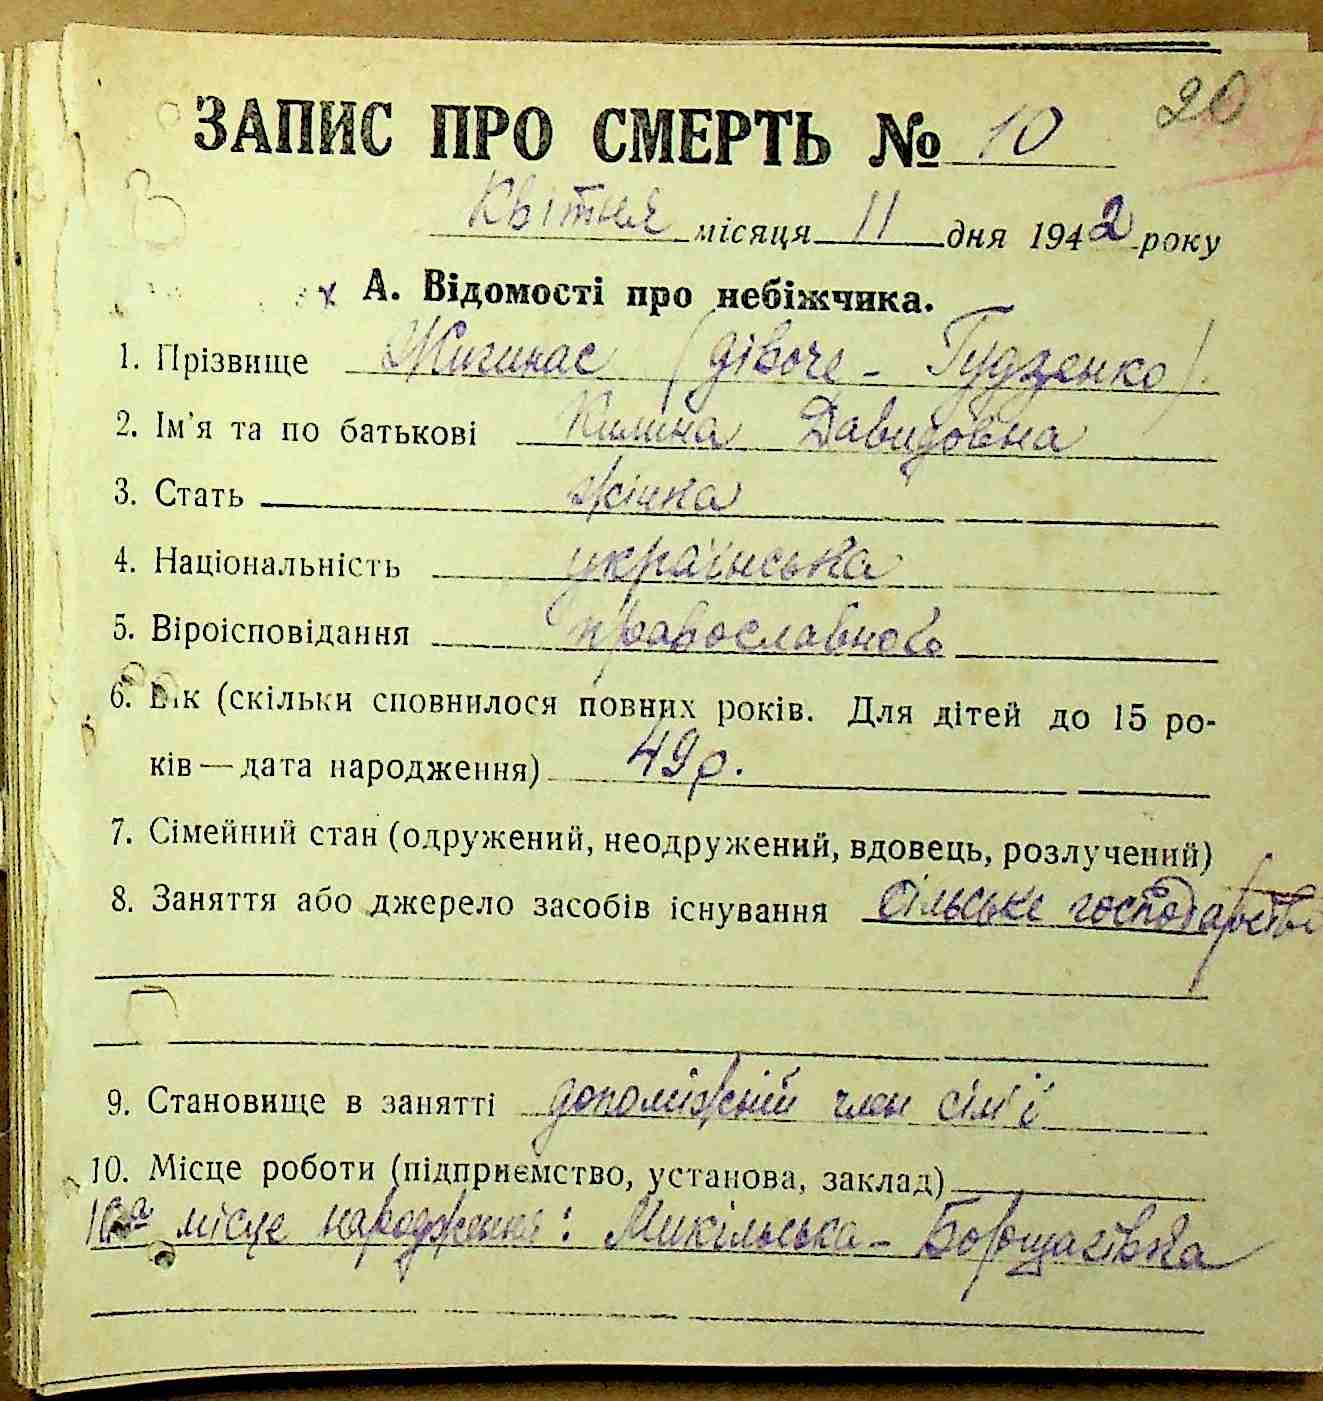 20
ЗАПИС ПРО СМЕРТЬ № 10
Квітня місяця 11 дня 1942 року
А. Відомості про небіжчика.
1. Прізвище Жигинас (дівоче - Гудзенко)
2. Ім'я та по батькові Килина Давидовна
3. Стать жінка
4. Національність українська
5. Віроісповідання православного
6. Вік (скільки сповнилося повних років. Для дітей до 15 ро-
ків — дата народження) 49 р.
7. Сімейний стан (одружений, неодружений, вдовець, розлучений)
8. Заняття або джерело засобів існування сільське господарство
9. Становище в занятті допоміжний член сім'ї
10. Місце роботи (підприємство, установа, заклад)
10а місце народження: Микільська - Борщагівка